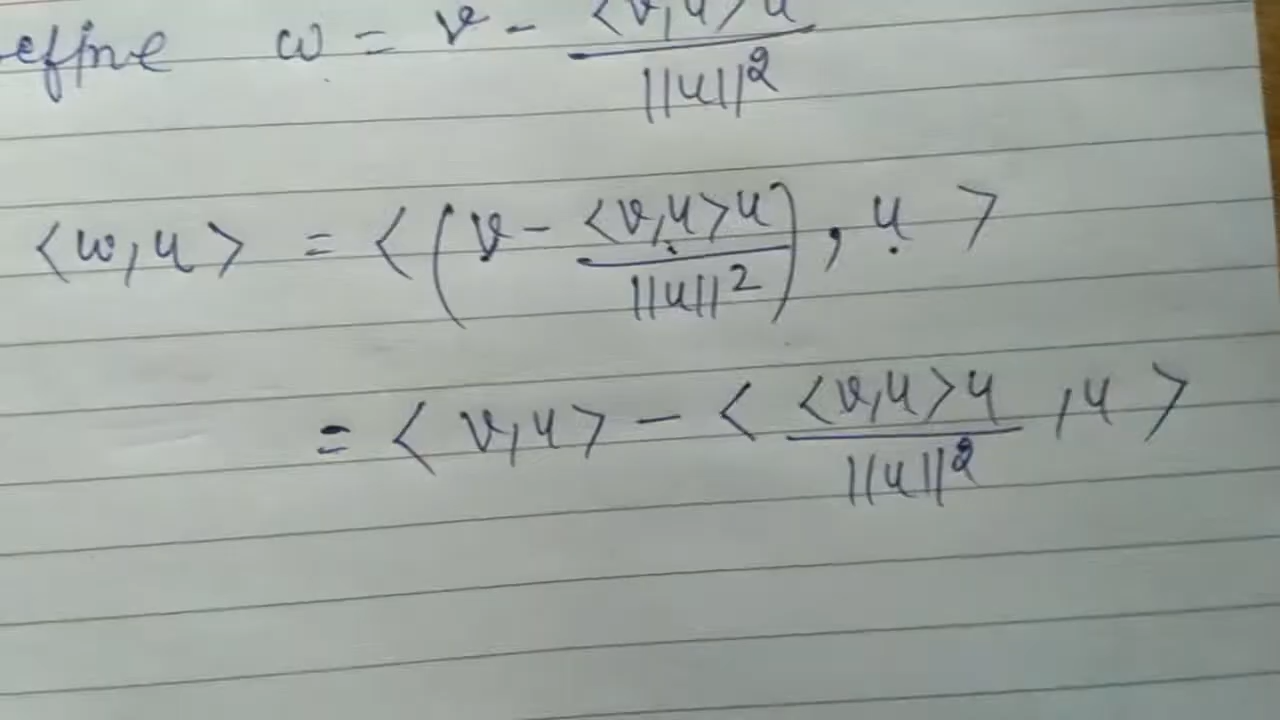 efine w = v - <v,u>u / ||u||²
<w,u> = <(v - <v,u>u / ||u||²), u>
= <v,u> - < <v,u>u / ||u||² ,u>